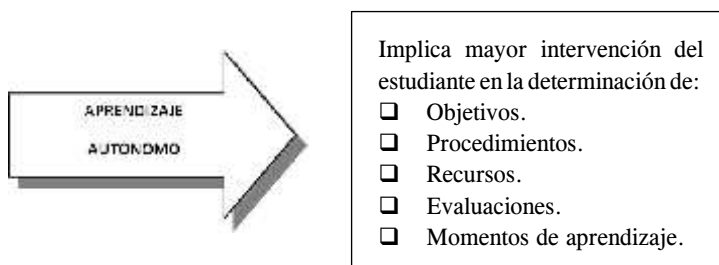 APRENDIZAJE
AUTONOMO
Implica mayor intervención del
estudiante en la determinación de:
❑ Objetivos.
❑ Procedimientos.
❑ Recursos.
❑ Evaluaciones.
❑ Momentos de aprendizaje.